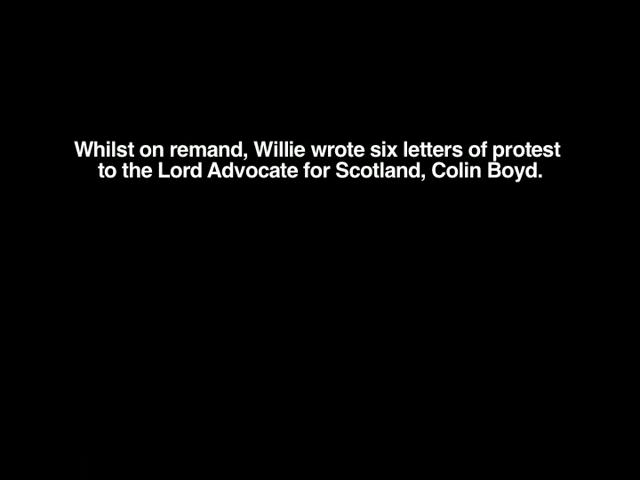 Whilst on remand, Willie wrote six letters of protest
to the Lord Advocate for Scotland, Colin Boyd.